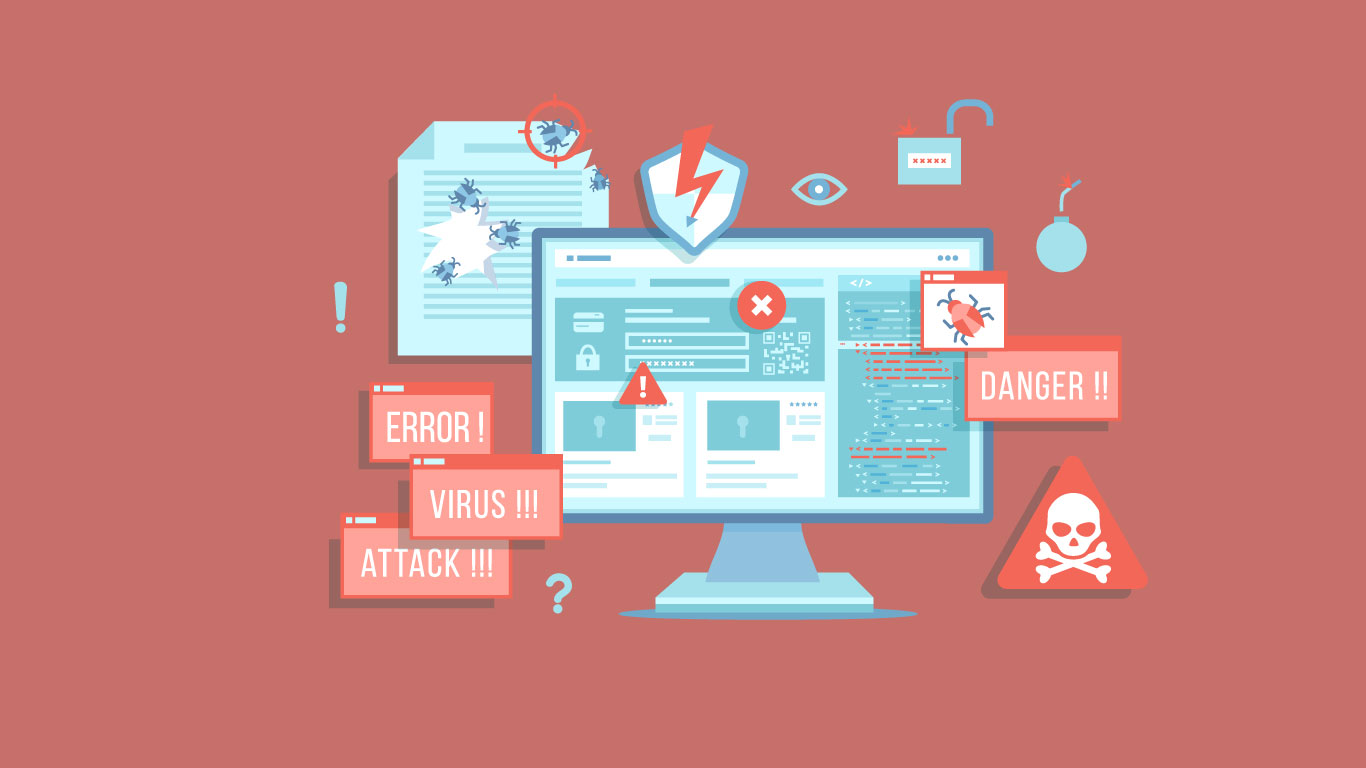 </>
ERROR !
DANGER !!
VIRUS !!!
ATTACK !!!